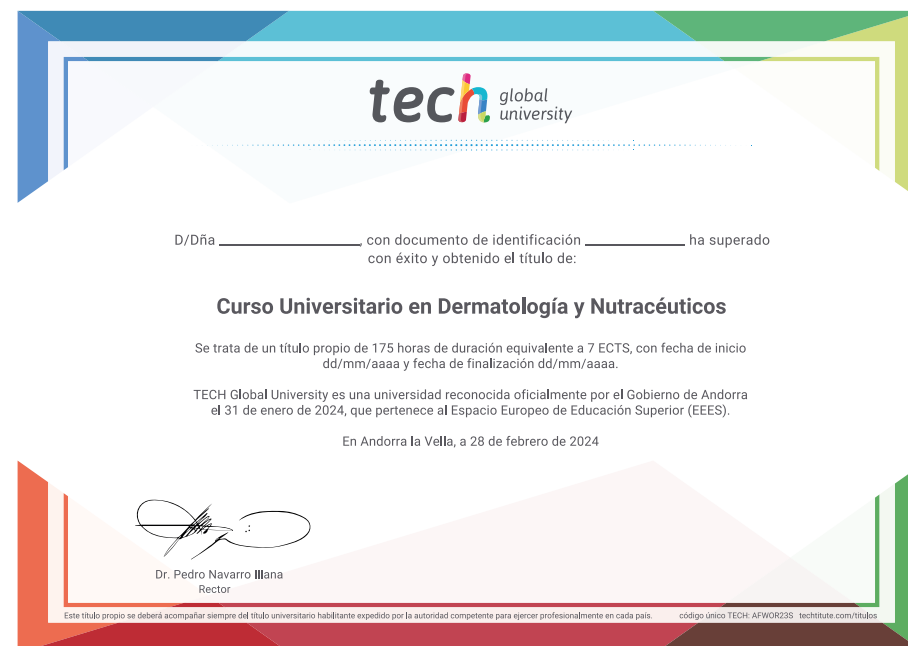 tech global university
D/Dña ____________________, con documento de identificación ______________ ha superado
con éxito y obtenido el título de:
Curso Universitario en Dermatología y Nutracéuticos
Se trata de un título propio de 175 horas de duración equivalente a 7 ECTS, con fecha de inicio
dd/mm/aaaa y fecha de finalización dd/mm/aaaa.
TECH Global University es una universidad reconocida oficialmente por el Gobierno de Andorra
el 31 de enero de 2024, que pertenece al Espacio Europeo de Educación Superior (EEES).
En Andorra la Vella, a 28 de febrero de 2024
Dr. Pedro Navarro Illana
Rector
Este título propio se deberá acompañar siempre del título universitario habilitante expedido por la autoridad competente para ejercer profesionalmente en cada país. código único TECH: AFWOR23S techtitute.com/titulos